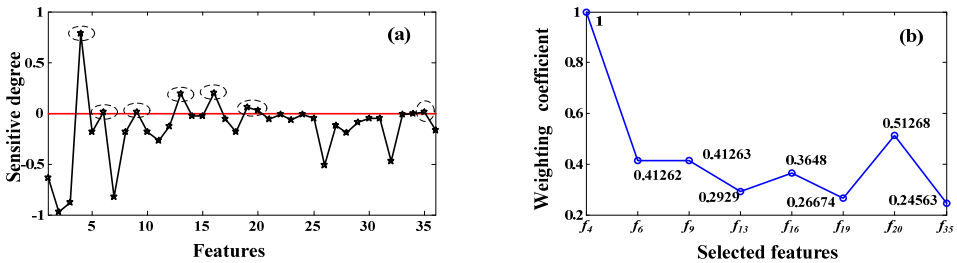 1
0.5
0
-0.5
-1
5
10
15
20
25
30
35
Sensitive degree
Features
(a)
1
0.8
0.6
0.4
0.2
Weighting coefficient
(b)
1
0.41262
0.41263
0.2929
0.3648
0.26674
0.51268
0.24563
f4
f6
f9
f13
f16
f19
f20
f35
Selected features